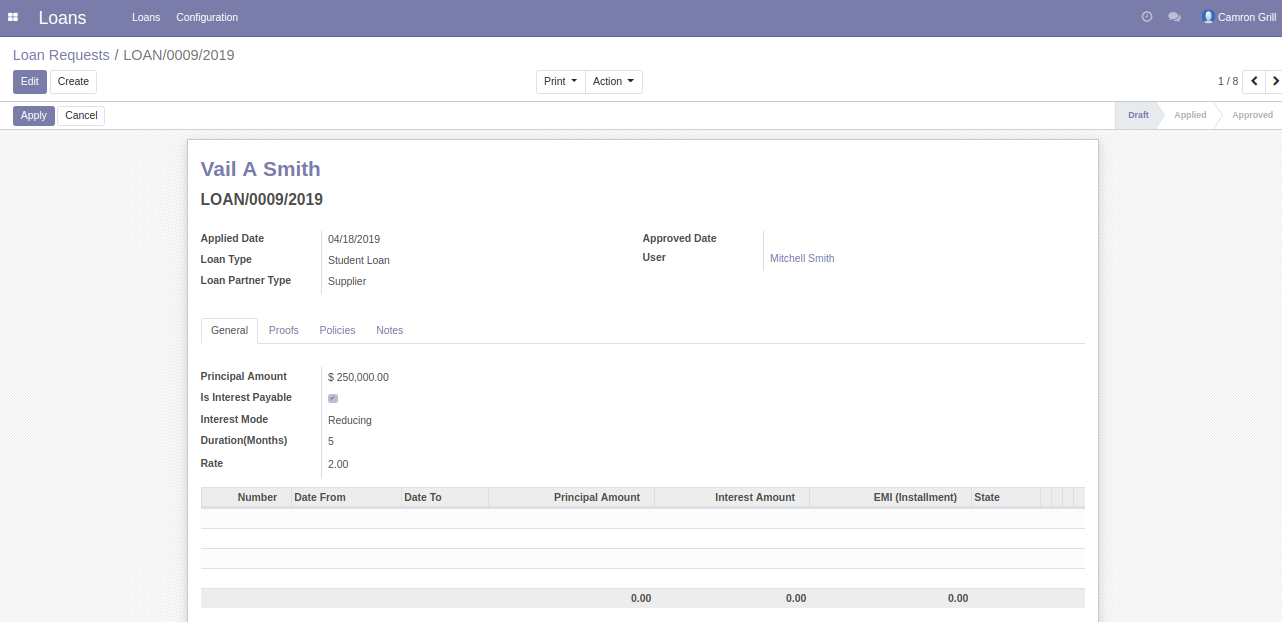 Loans Loans Configuration Camron Grill
Loan Requests / LOAN/0009/2019
Edit Create Print Action 1 / 8
Apply Cancel Draft Applied Approved
Vail A Smith
LOAN/0009/2019
Applied Date 04/18/2019 Approved Date
Loan Type Student Loan User Mitchell Smith
Loan Partner Type Supplier
General Proofs Policies Notes
Principal Amount $ 250,000.00
Is Interest Payable
Interest Mode Reducing
Duration(Months) 5
Rate 2.00
Number Date From Date To Principal Amount Interest Amount EMI (Installment) State
0.00 0.00 0.00